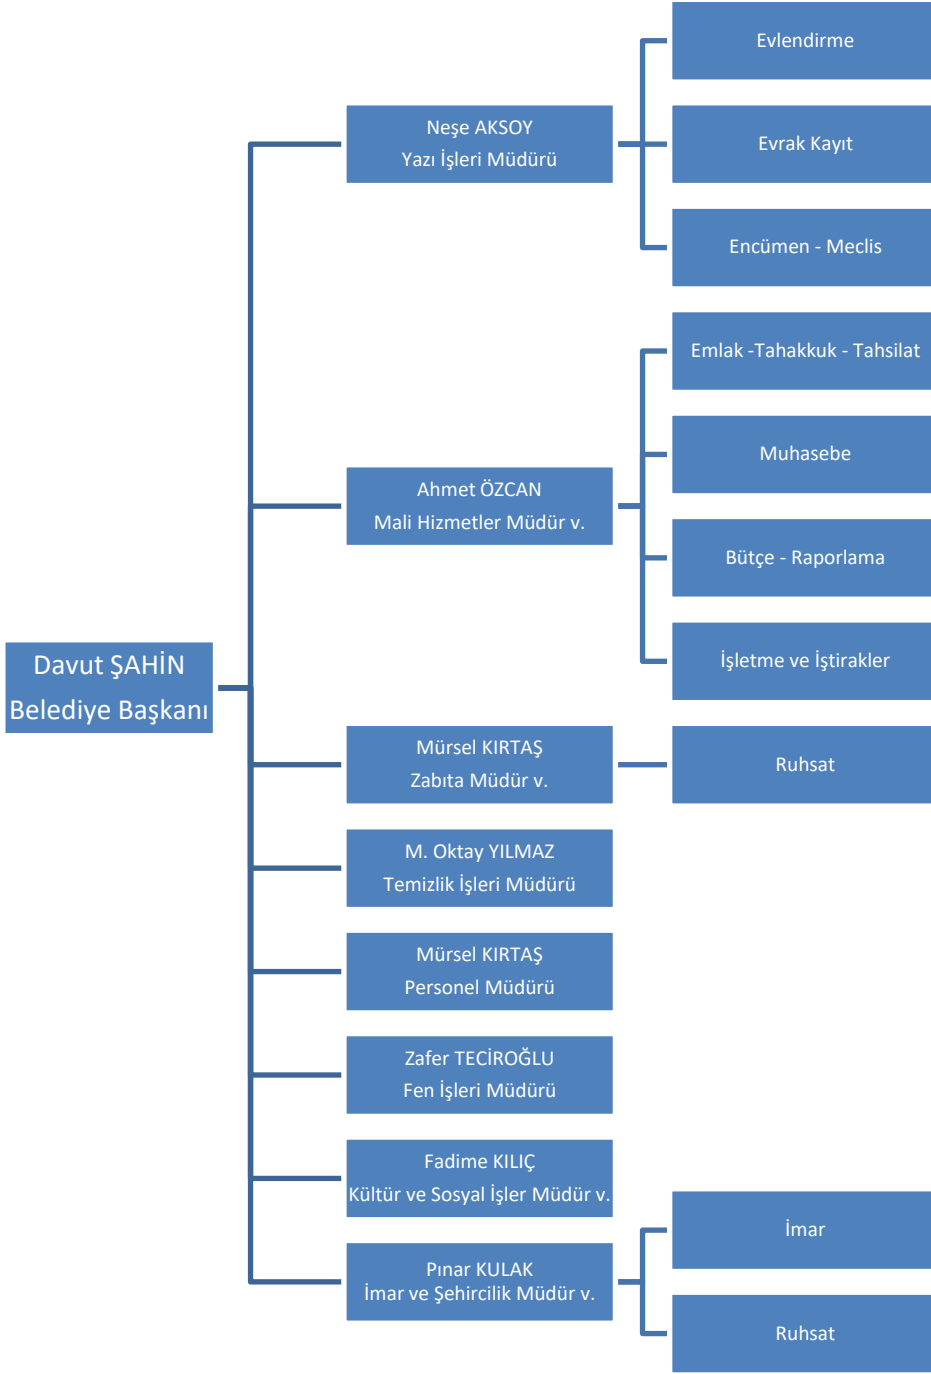 Davut ŞAHİN
Belediye Başkanı
Neşe AKSOY
Yazı İşleri Müdürü
Evlendirme
Evrak Kayıt
Encümen - Meclis
Ahmet ÖZCAN
Mali Hizmetler Müdür v.
Emlak -Tahakkuk - Tahsilat
Muhasebe
Bütçe - Raporlama
İşletme ve İştirakler
Mürsel KIRTAŞ
Zabıta Müdür v.
Ruhsat
M. Oktay YILMAZ
Temizlik İşleri Müdürü
Mürsel KIRTAŞ
Personel Müdürü
Zafer TECİROĞLU
Fen İşleri Müdürü
Fadime KILIÇ
Kültür ve Sosyal İşler Müdür v.
Pınar KULAK
İmar ve Şehircilik Müdür v.
İmar
Ruhsat